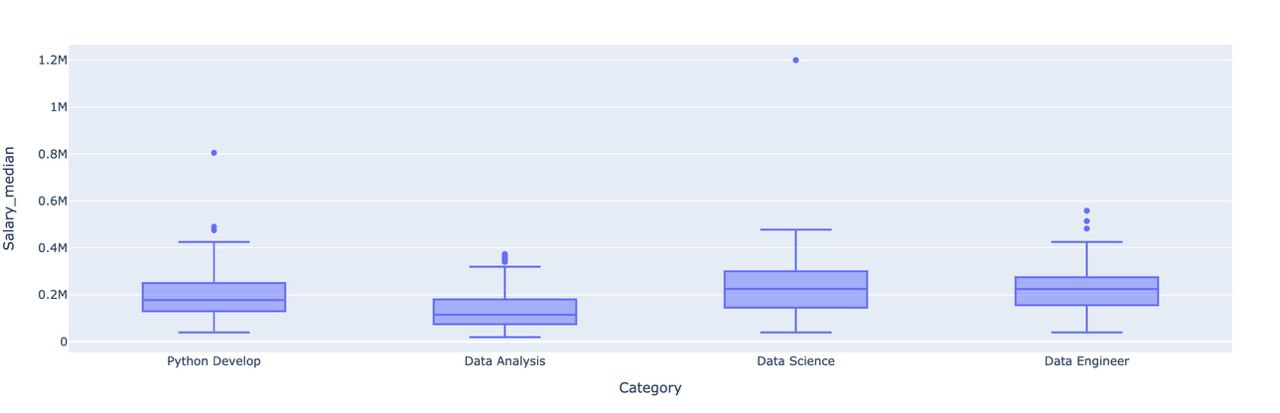 1.2M
1M
0.8M
0.6M
0.4M
0.2M
0
Salary_median
Python Develop
Data Analysis
Data Science
Data Engineer
Category